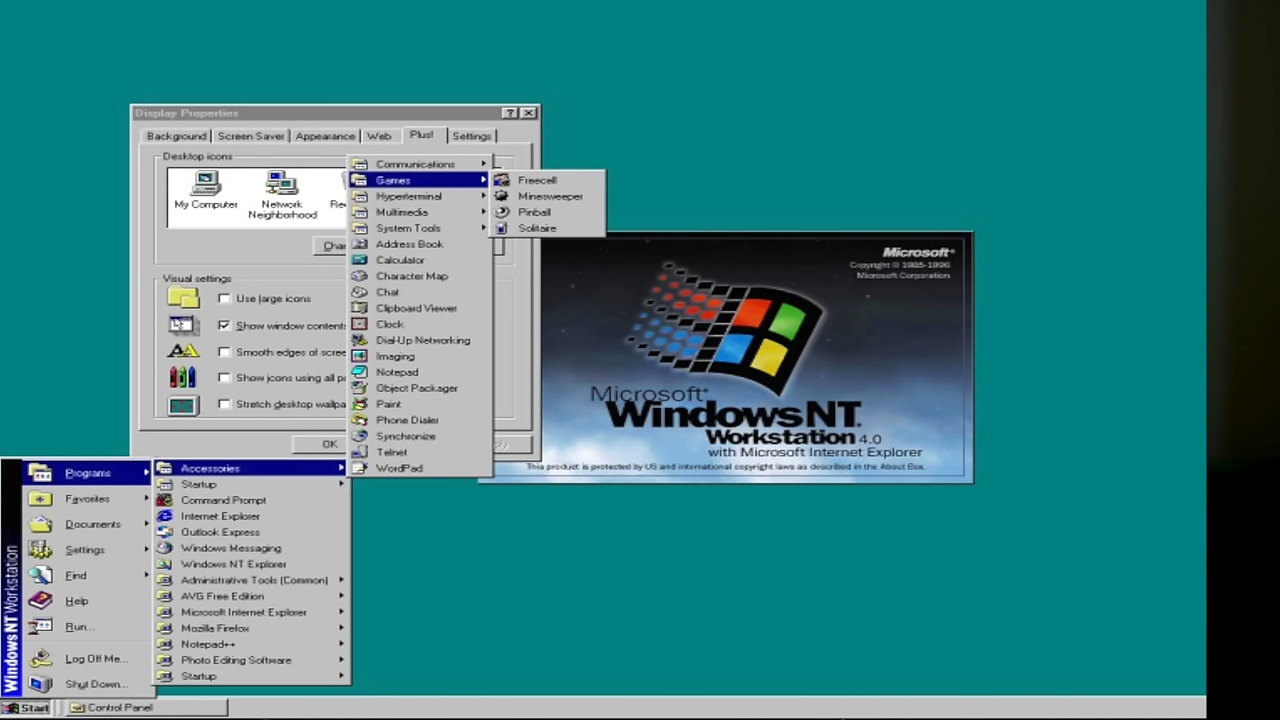 Display Properties
Background
Screen Saver
Appearance
Web
Plus!
Settings
Desktop icons
My Computer
Network
Neighborhood
Visual settings
Use large icons
Show window contents
Smooth edges of scree
Show icons using all p
Stretch desktop wallpa
OK
Communications
Games
Hyperterminal
Multimedia
System Tools
Address Book
Calculator
Character Map
Chat
Clipboard Viewer
Clock
Dial-Up Networking
Imaging
Notepad
Object Packager
Paint
Phone Dialer
Synchronize
Telnet
WordPad
Freecell
Minesweeper
Pinball
Solitaire
Microsoft®
Copyright © 1985-1996
Microsoft Corporation
Microsoft®
Windows NT®
Workstation 4.0
with Microsoft Internet Explorer
This product is protected by US and international copyright laws as described in the About Box.
Programs
Favorites
Documents
Settings
Find
Help
Run...
Log Off Me...
Shut Down...
Windows NT Workstation
Accessories
Startup
Command Prompt
Internet Explorer
Outlook Express
Windows Messaging
Windows NT Explorer
Administrative Tools (Common)
AVG Free Edition
Microsoft Internet Explorer
Mozilla Firefox
Notepad++
Photo Editing Software
Startup
Start
Control Panel